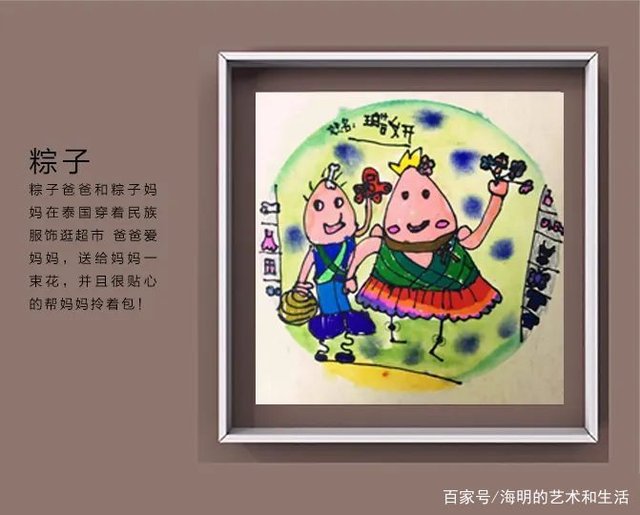 粽子
粽子爸爸和粽子妈
妈在泰国穿着民族
服饰逛超市 爸爸爱
妈妈，送给妈妈一
束花，并且很贴心
的帮妈妈拎着包！
百家号/海明的艺术和生活